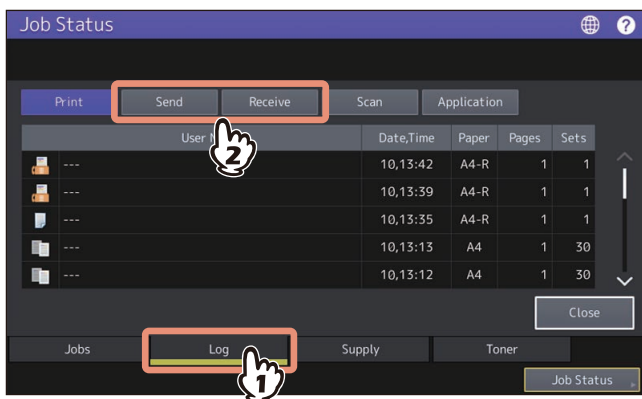 Job Status ?
Print Send Receive Scan Application
User N Date,Time Paper Pages Sets
--- 10,13:42 A4-R 1 1
--- 10,13:39 A4-R 1 1
--- 10,13:35 A4-R 1 1
--- 10,13:13 A4 1 30
--- 10,13:12 A4 1 30
2
Close
Jobs Log Supply Toner
1
Job Status